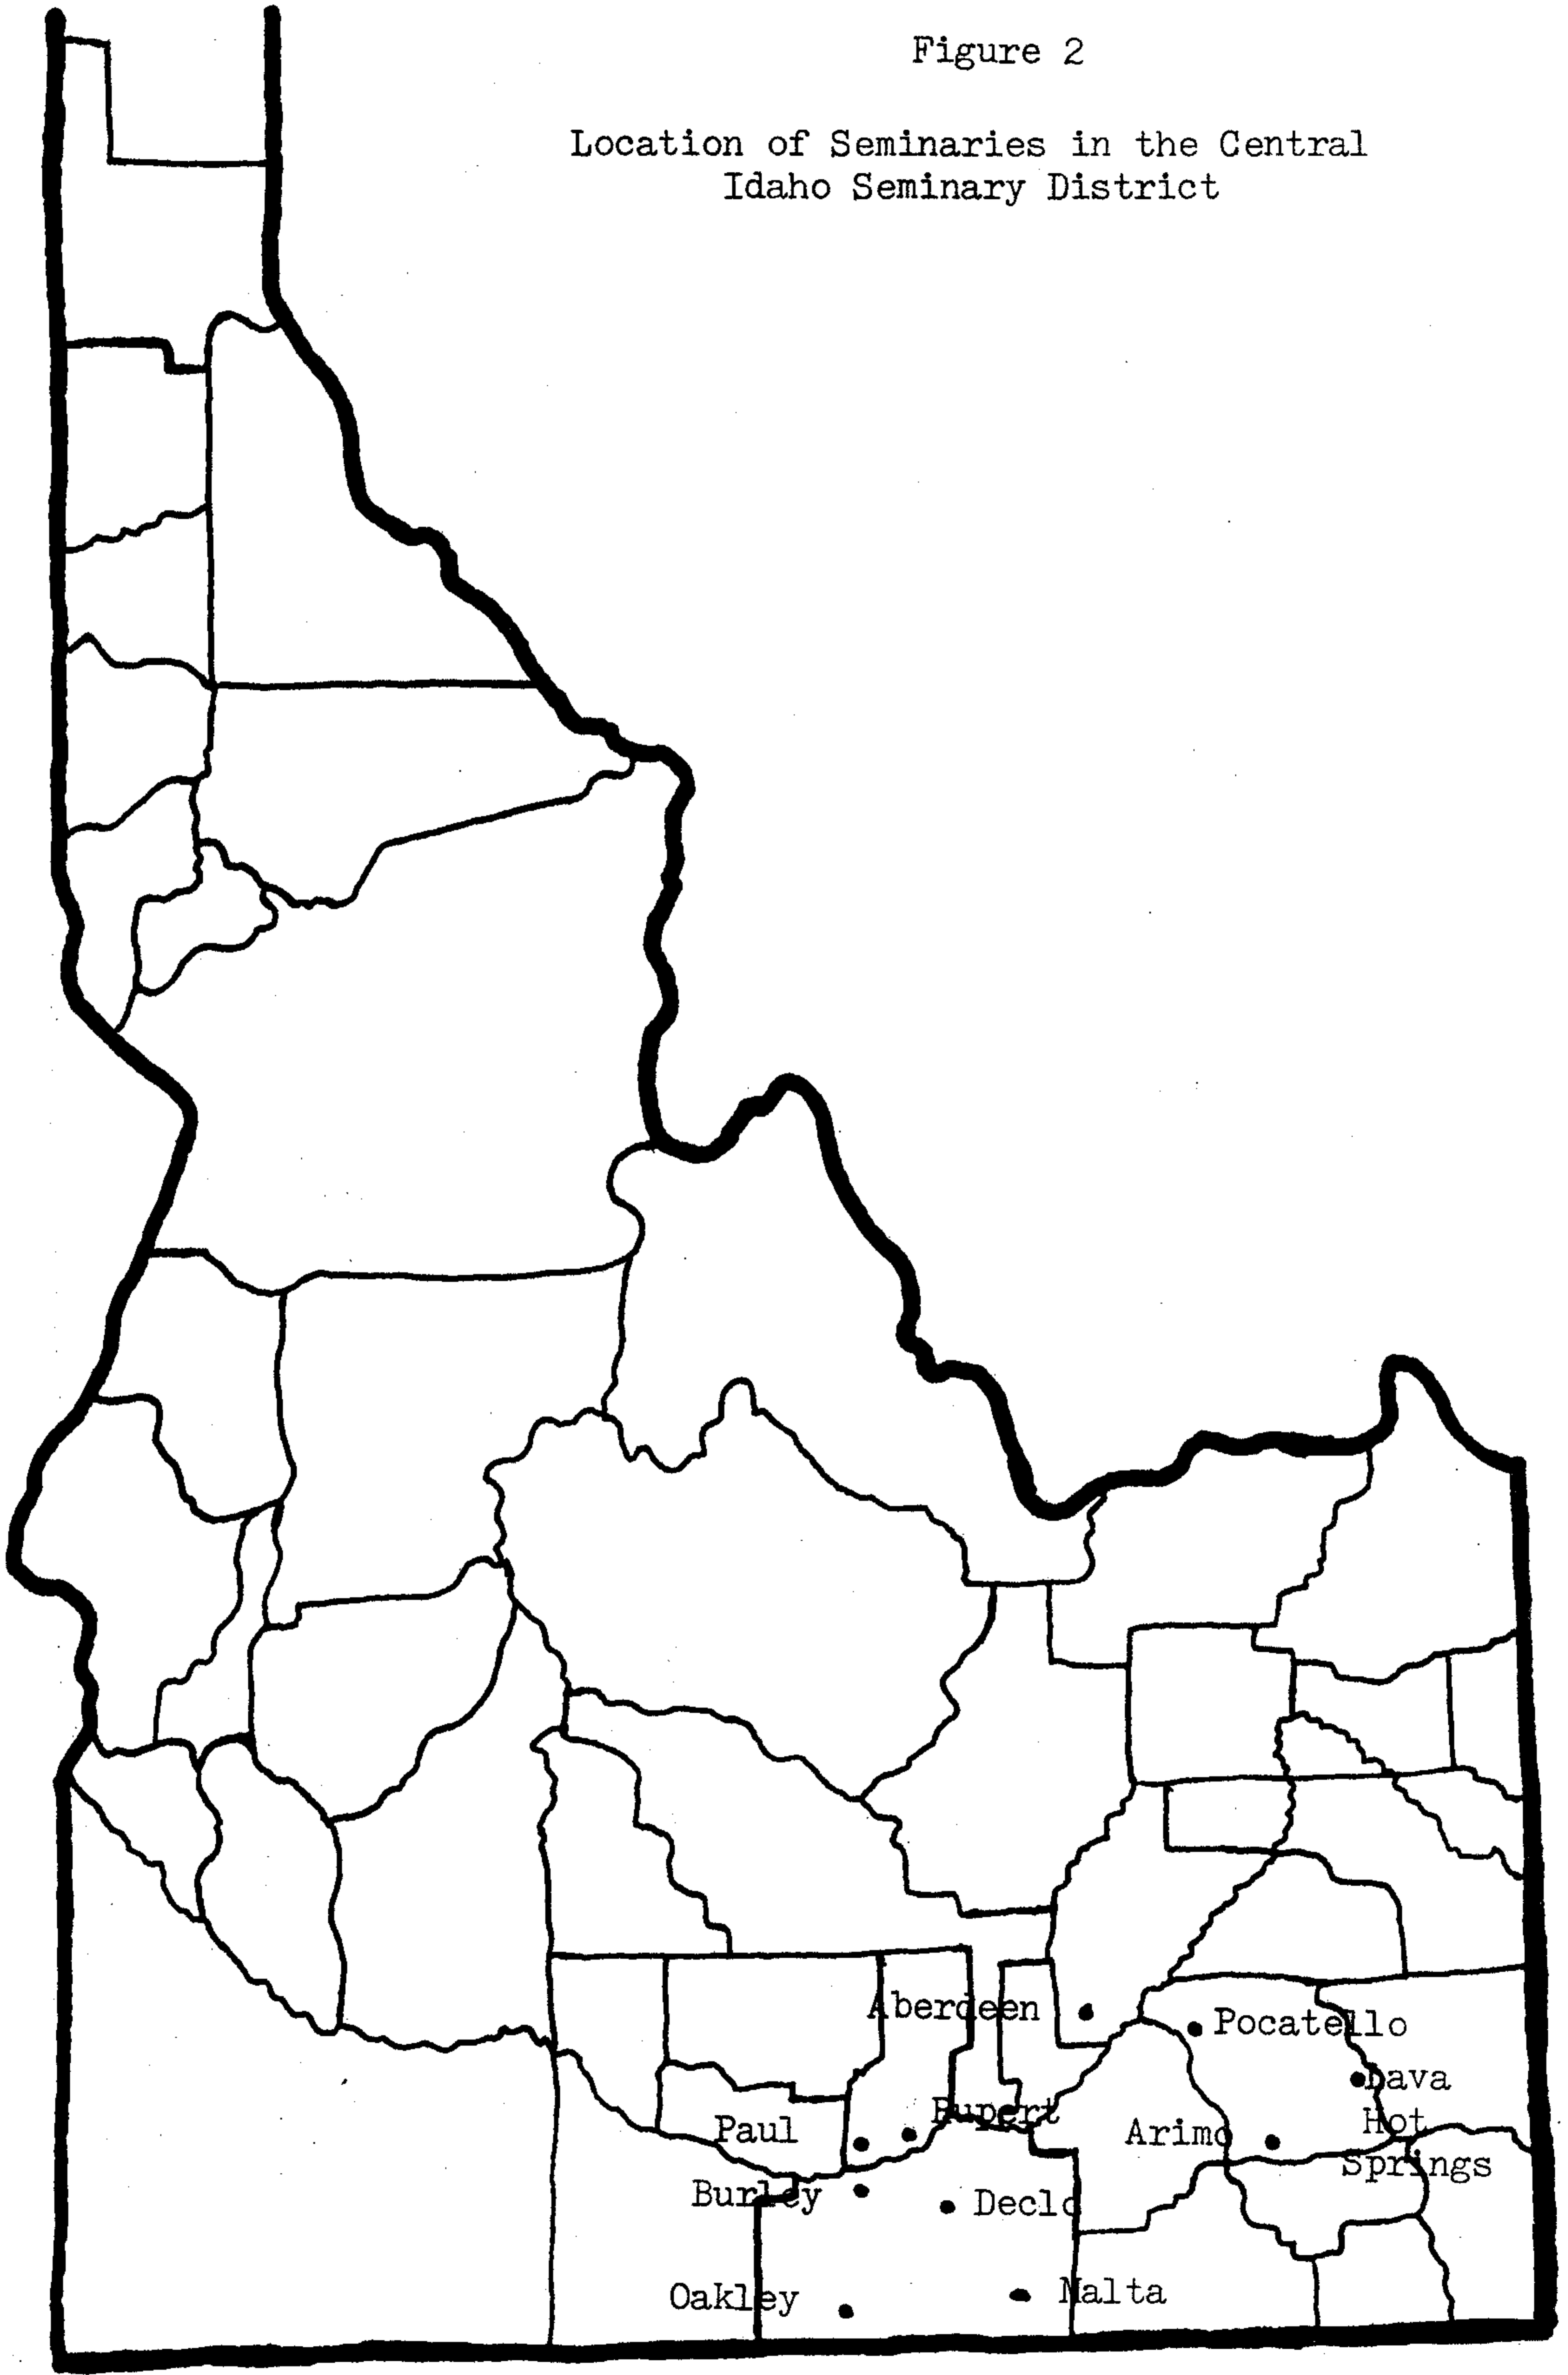 Figure 2
Location of Seminaries in the Central
Idaho Seminary District
Aberdeen
Pocatello
Lava
Hot
Springs
Rupert
Paul
Arimo
Burley
Declo
Oakley
Malta